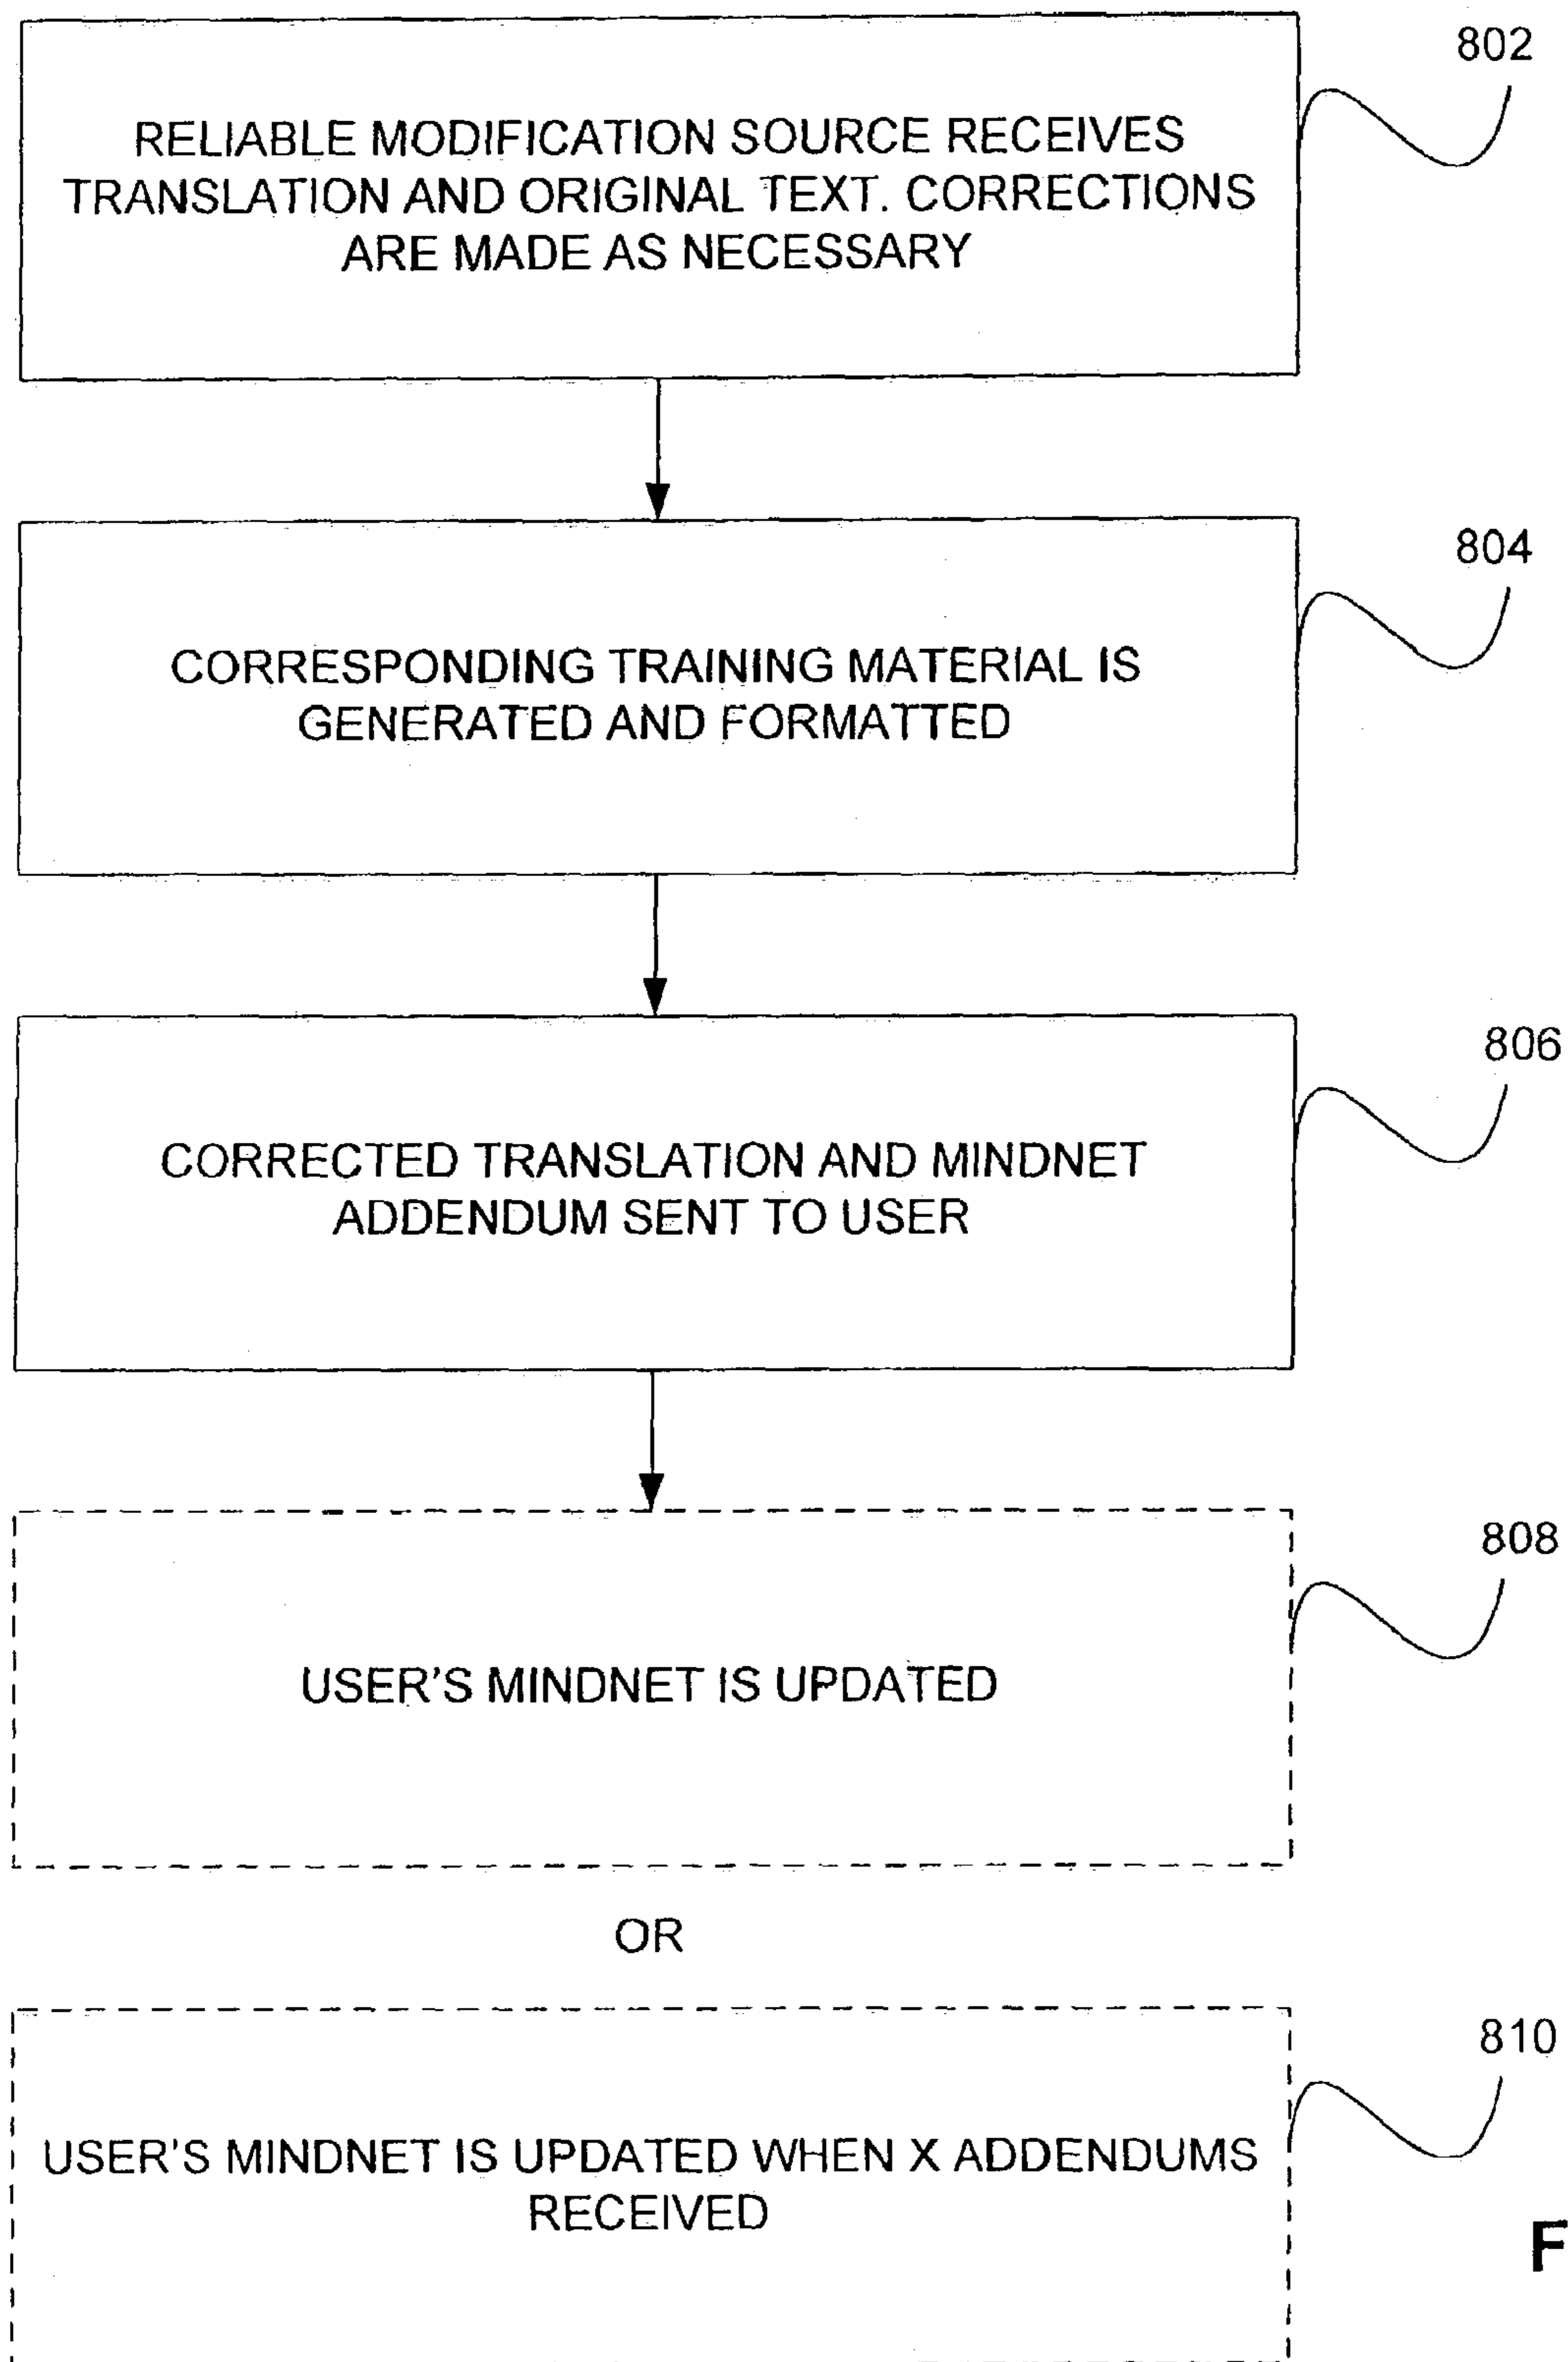 802
RELIABLE MODIFICATION SOURCE RECEIVES
TRANSLATION AND ORIGINAL TEXT. CORRECTIONS
ARE MADE AS NECESSARY
804
CORRESPONDING TRAINING MATERIAL IS
GENERATED AND FORMATTED
806
CORRECTED TRANSLATION AND MINDNET
ADDENDUM SENT TO USER
808
USER'S MINDNET IS UPDATED
OR
810
USER'S MINDNET IS UPDATED WHEN X ADDENDUMS
RECEIVED
F